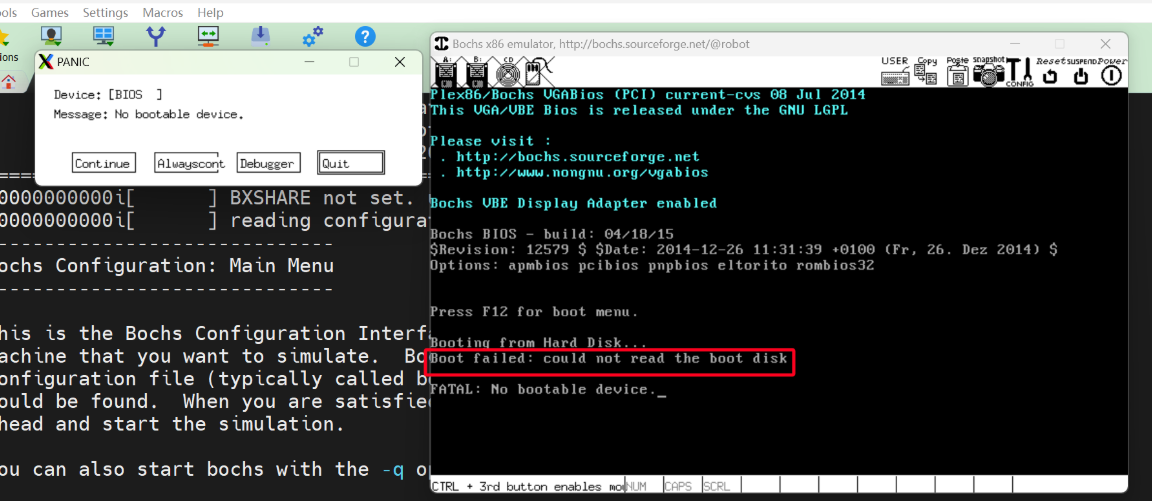 ools Games Settings Macros Help
ions
PANIC
Device: [BIOS ]
Message: No bootable device.
Continue Alwayscont Debugger Quit
0000000000i[ ] BXSHARE not set.
0000000000i[ ] reading configura
------------------------------
ochs Configuration: Main Menu
------------------------------
his is the Bochs Configuration Interf
achine that you want to simulate. Bo
onfiguration file (typically called b
ould be found. When you are satisfied
head and start the simulation.
ou can also start bochs with the -q o
Bochs x86 emulator, http://bochs.sourceforge.net/@robot
A: B: CD USER Copy Paste snapshot CONFIG Reset SUSPEND Power
Plex86/Bochs VGABios (PCI) current-cvs 08 Jul 2014
This VGA/VBE Bios is released under the GNU LGPL
Please visit :
. http://bochs.sourceforge.net
. http://www.nongnu.org/vgabios
Bochs VBE Display Adapter enabled
Bochs BIOS - build: 04/18/15
$Revision: 12579 $ $Date: 2014-12-26 11:31:39 +0100 (Fr, 26. Dez 2014) $
Options: apmbios pcibios pnpbios eltorito rombios32
Press F12 for boot menu.
Booting from Hard Disk...
Boot failed: could not read the boot disk
FATAL: No bootable device._
CTRL + 3rd button enables mou NUM CAPS SCRL